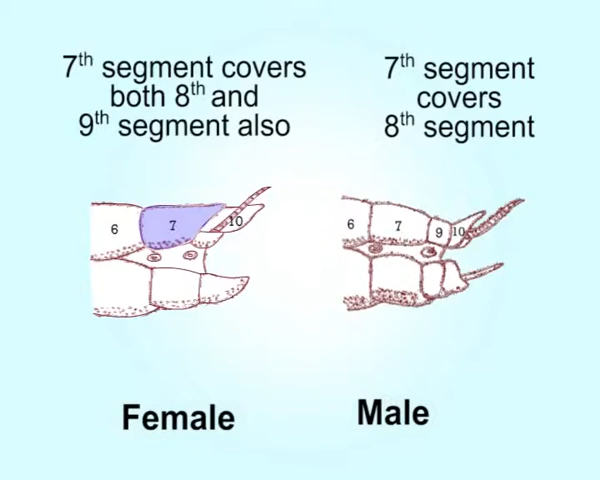 7th segment covers
both 8th and
9th segment also
7th segment
covers
8th segment
6
7
10
6
7
9
10
Female
Male